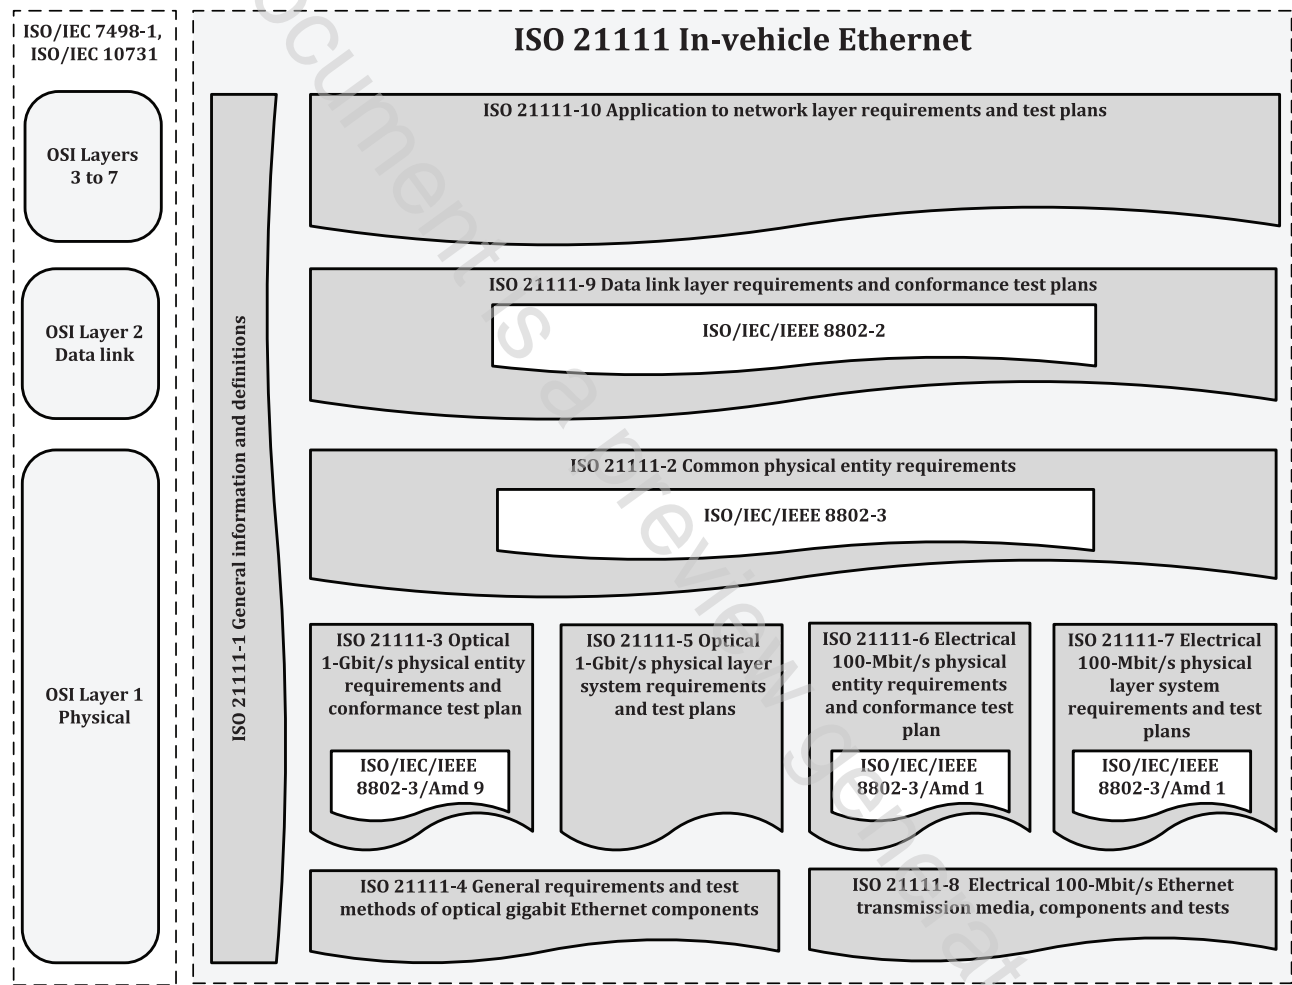 ISO/IEC 7498-1,
ISO/IEC 10731
OSI Layers
3 to 7
OSI Layer 2
Data link
OSI Layer 1
Physical
ISO 21111 In-vehicle Ethernet
ISO 21111-1 General information and definitions
ISO 21111-10 Application to network layer requirements and test plans
ISO 21111-9 Data link layer requirements and conformance test plans
ISO/IEC/IEEE 8802-2
ISO 21111-2 Common physical entity requirements
ISO/IEC/IEEE 8802-3
ISO 21111-3 Optical
1-Gbit/s physical entity
requirements and
conformance test plan
ISO/IEC/IEEE
8802-3/Amd 9
ISO 21111-5 Optical
1-Gbit/s physical layer
system requirements
and test plans
ISO 21111-6 Electrical
100-Mbit/s physical
entity requirements
and conformance test
plan
ISO/IEC/IEEE
8802-3/Amd 1
ISO 21111-7 Electrical
100-Mbit/s physical
layer system
requirements and test
plans
ISO/IEC/IEEE
8802-3/Amd 1
ISO 21111-4 General requirements and test
methods of optical gigabit Ethernet components
ISO 21111-8 Electrical 100-Mbit/s Ethernet
transmission media, components and tests
ocument is a preview generat